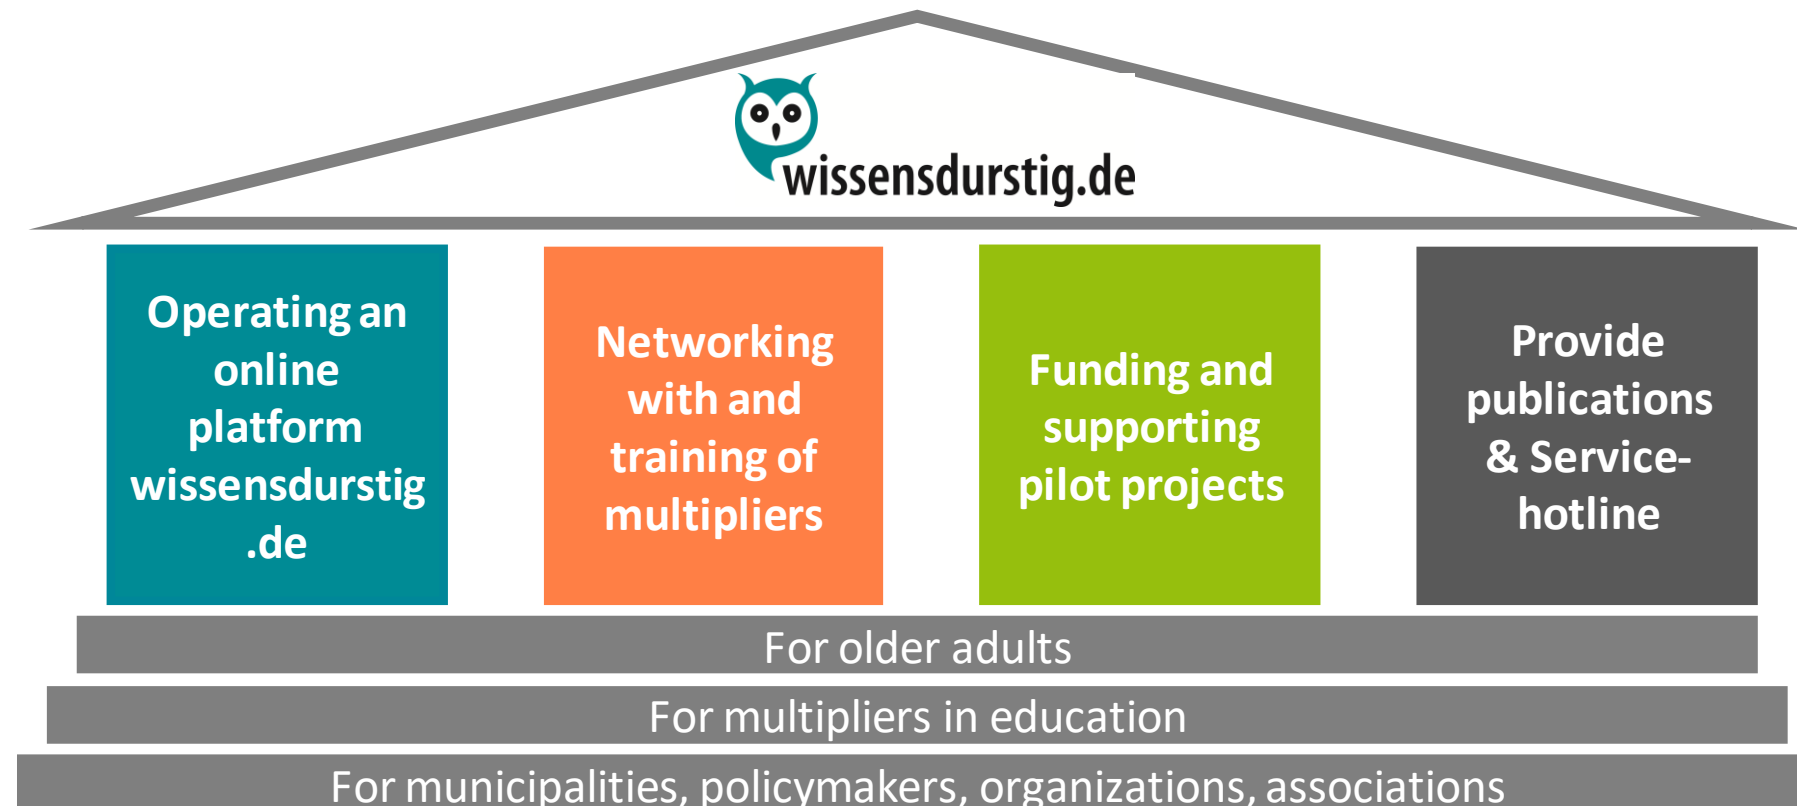 wissensdurstig.de
Operating an
online
platform
wissensdurstig
.de
Networking
with and
training of
multipliers
Funding and
supporting
pilot projects
Provide
publications
& Service-
hotline
For older adults
For multipliers in education
For municipalities, policymakers, organizations, associations